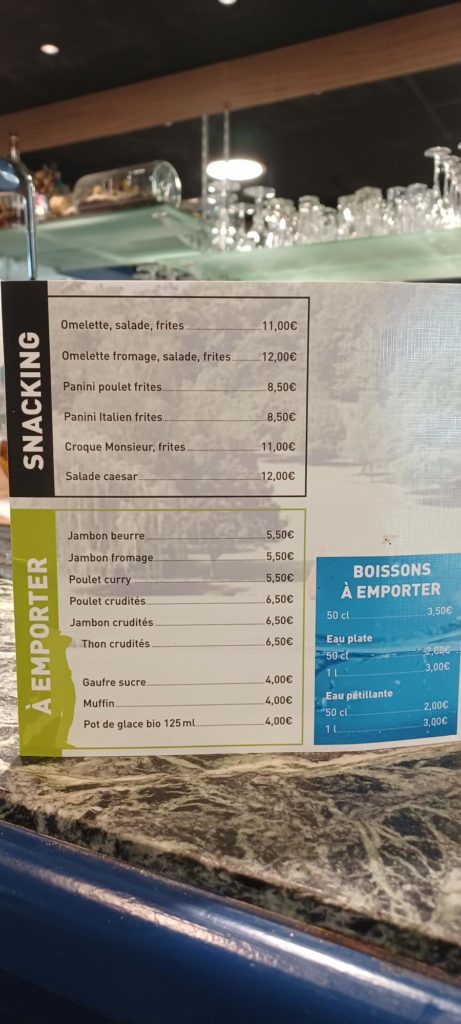 SNACKING
Omelette, salade, frites 11,00€
Omelette fromage, salade, frites 12,00€
Panini poulet frites 8,50€
Panini Italien frites 8,50€
Croque Monsieur, frites 11,00€
Salade caesar 12,00€
À EMPORTER
Jambon beurre 5,50€
Jambon fromage 5,50€
Poulet curry 5,50€
Poulet crudités 6,50€
Jambon crudités 6,50€
Thon crudités 6,50€
Gaufre sucre 4,00€
Muffin 4,00€
Pot de glace bio 125 ml 4,00€
BOISSONS
À EMPORTER
50 cl 3,50€
Eau plate
50 cl 2,00€
1 l 3,00€
Eau pétillante
50 cl 2,00€
1 l 3,00€